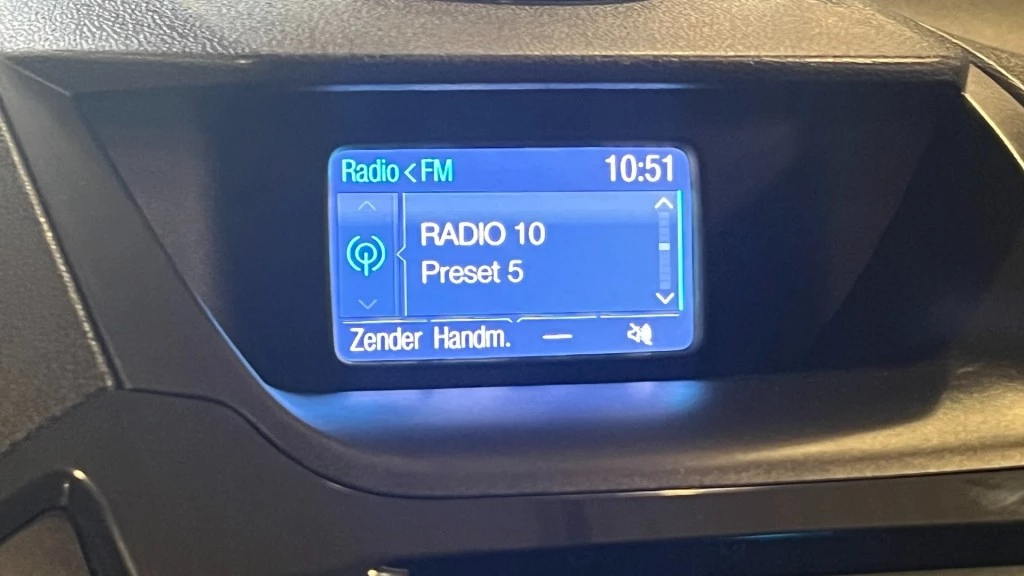 Radio < FM 10:51
RADIO 10
Preset 5
Zender Handm. —